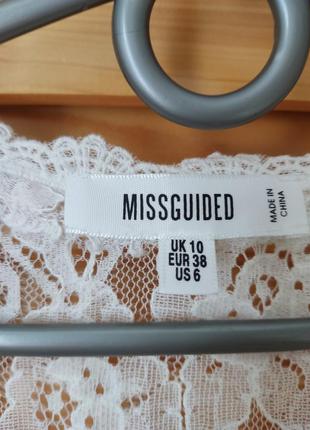 MISSGUIDED
MADE IN
CHINA
UK 10
EUR 38
US 6